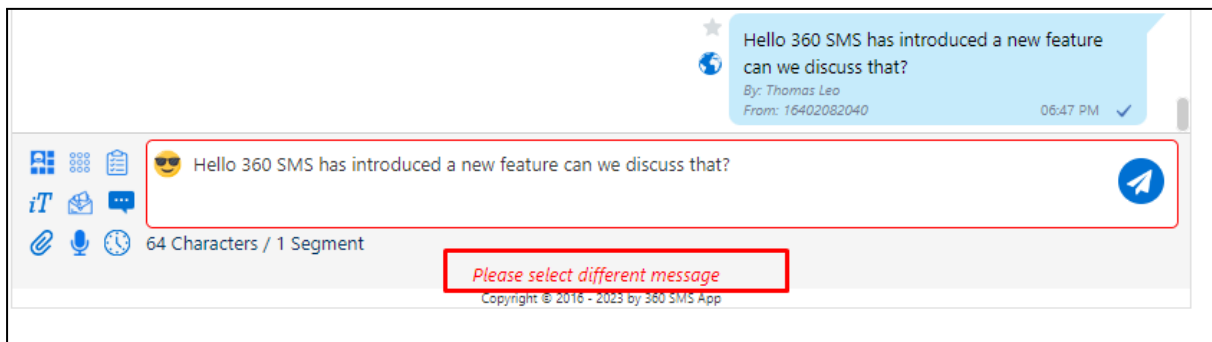 Hello 360 SMS has introduced a new feature
can we discuss that?
By: Thomas Leo
From: 16402082040 06:47 PM
Hello 360 SMS has introduced a new feature can we discuss that?
iT
64 Characters / 1 Segment
Please select different message
Copyright © 2016 - 2023 by 360 SMS App